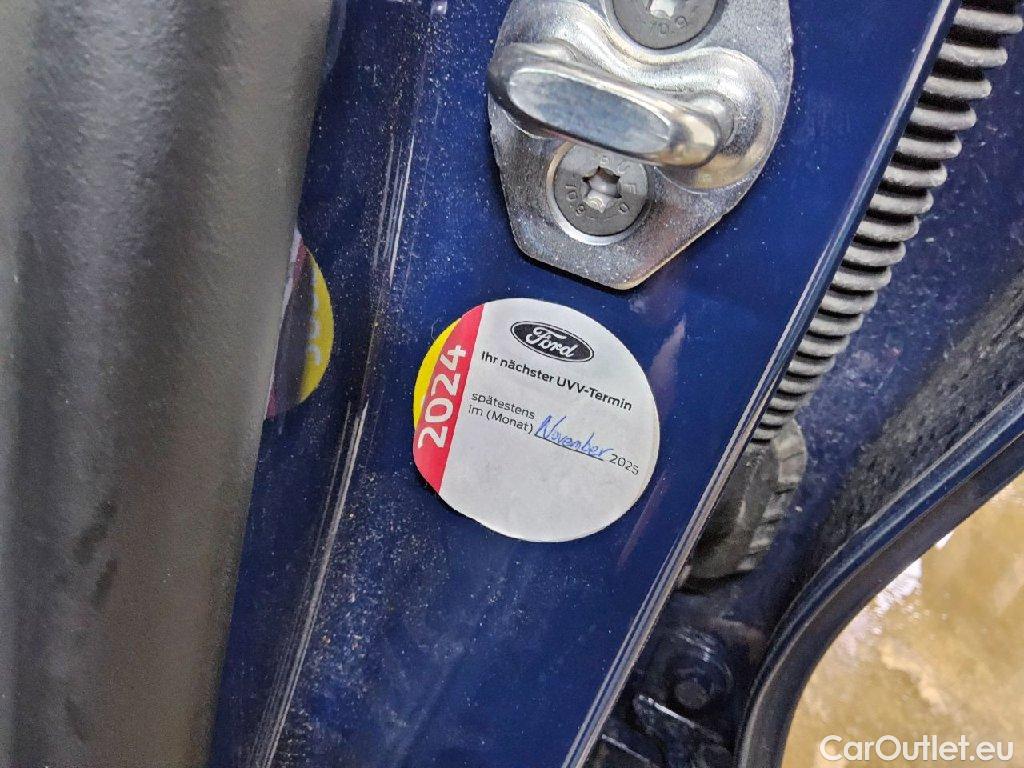 Ford
2024
Ihr nächster UVV-Termin
spätestens
im (Monat) November 2025
CarOutlet.eu